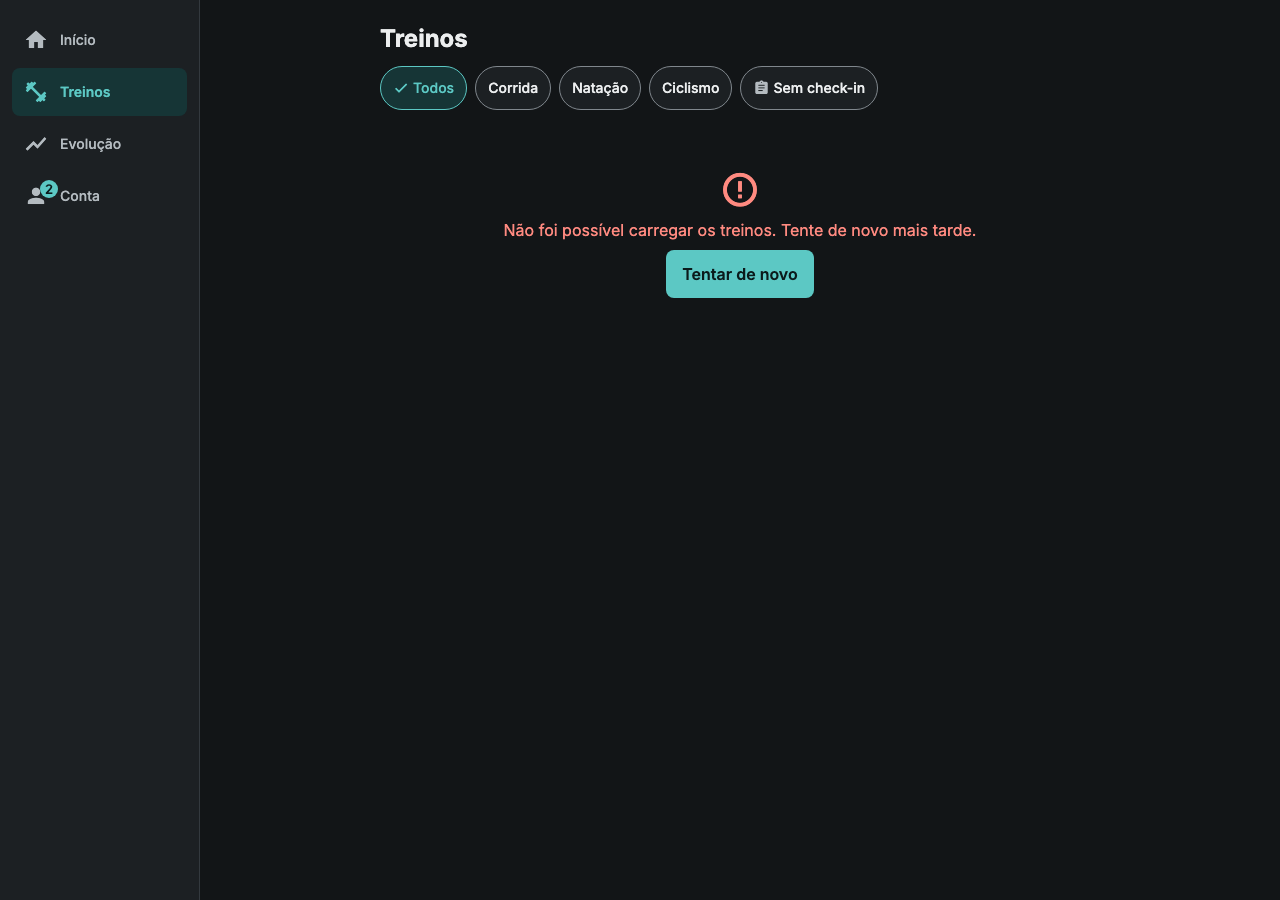 Início
Treinos
Evolução
2
Conta
Treinos
Todos
Corrida
Natação
Ciclismo
Sem check-in
Não foi possível carregar os treinos. Tente de novo mais tarde.
Tentar de novo